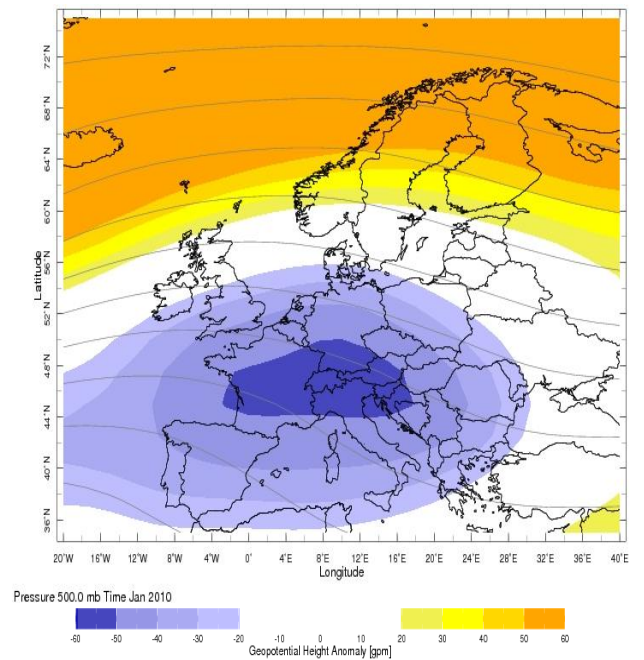 72°N
68°N
64°N
60°N
56°N
52°N
48°N
44°N
40°N
36°N
Latitude
20°W 16°W 12°W 8°W 4°W 0° 4°E 8°E 12°E 16°E 20°E 24°E 28°E 32°E 36°E 40°E
Longitude
Pressure 500.0 mb Time Jan 2010
-60 -50 -40 -30 -20 -10 0 10 20 30 40 50 60
Geopotential Height Anomaly [gpm]